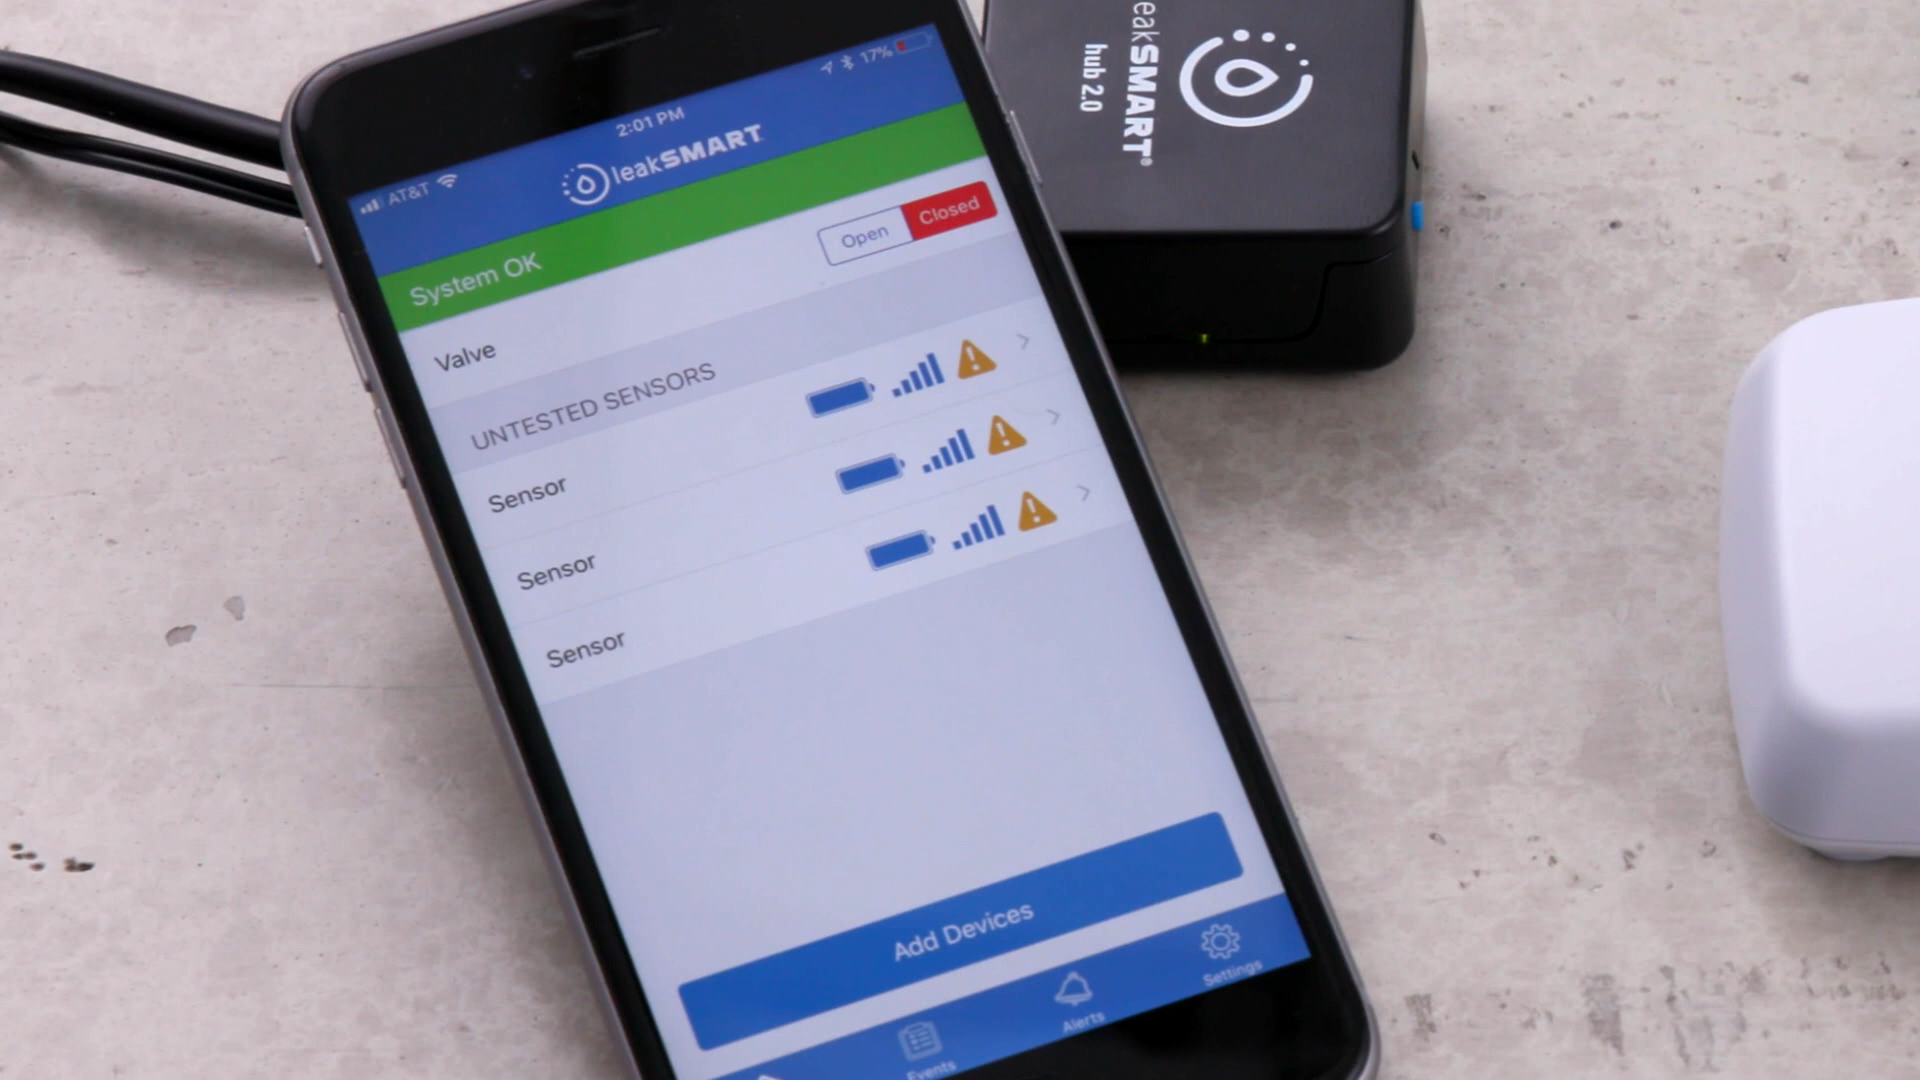 AT&T 2:01 PM 17%
leakSMART
System OK
Valve Open Closed
UNTESTED SENSORS
Sensor
Sensor
Sensor
Add Devices
Events Alerts Settings
eakSMART®
hub 2.0